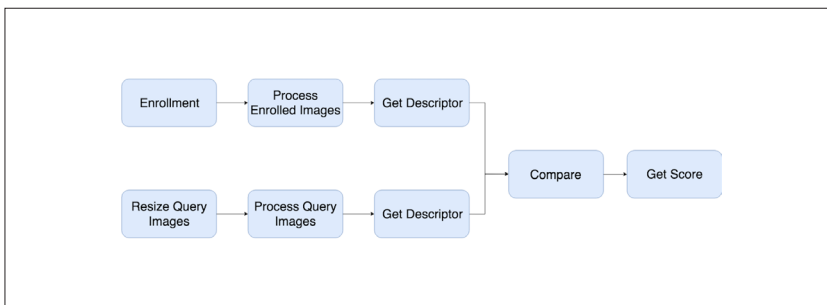 Enrollment
Process
Enrolled Images
Get Descriptor
Resize Query
Images
Process Query
Images
Get Descriptor
Compare
Get Score